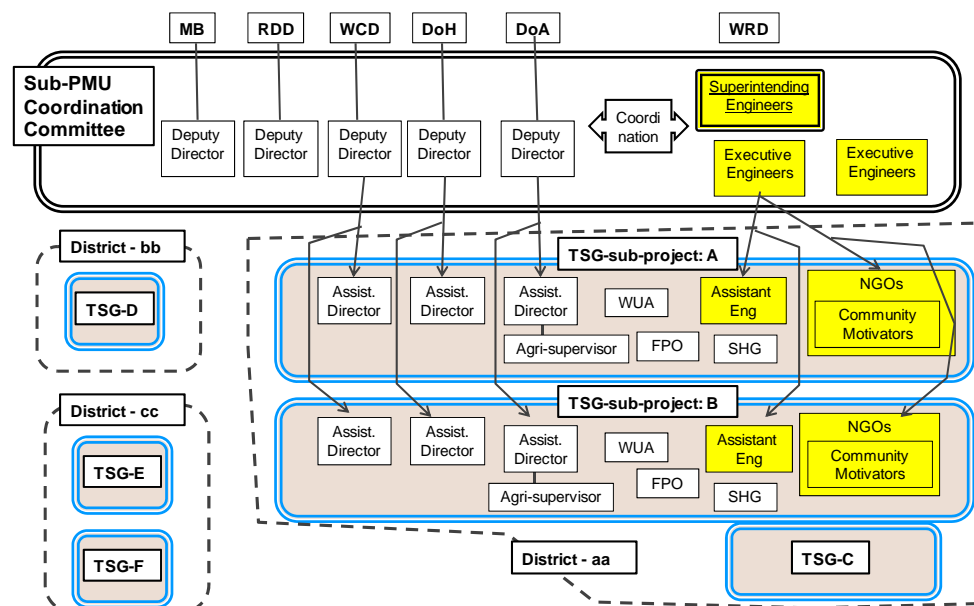 MB
RDD
WCD
DoH
DoA
WRD
Sub-PMU
Coordination
Committee
Superintending
Engineers
Coordi
nation
Deputy
Director
Deputy
Director
Deputy
Director
Deputy
Director
Deputy
Director
Executive
Engineers
Executive
Engineers
District - bb
TSG-D
TSG-sub-project: A
Assist.
Director
Assist.
Director
Assist.
Director
Agri-supervisor
WUA
FPO
Assistant
Eng
SHG
NGOs
Community
Motivators
District - cc
TSG-E
TSG-F
TSG-sub-project: B
Assist.
Director
Assist.
Director
Assist.
Director
Agri-supervisor
WUA
FPO
Assistant
Eng
SHG
NGOs
Community
Motivators
District - aa
TSG-C